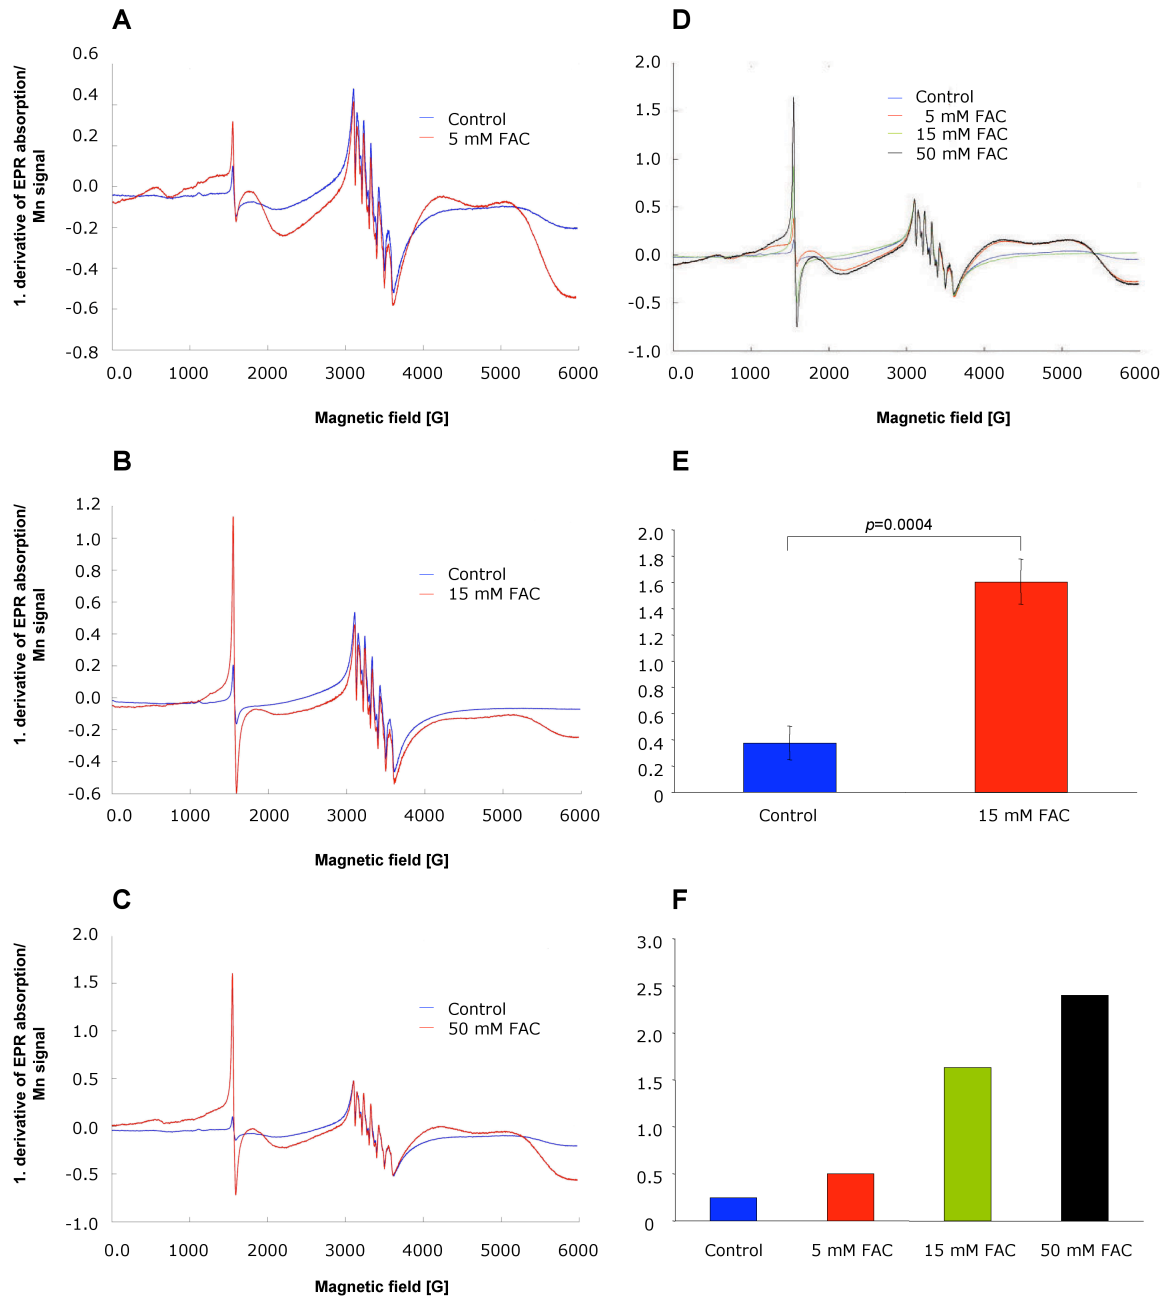 A
1. derivative of EPR absorption/
Mn signal
0.6
0.4
0.2
0.0
-0.2
-0.4
-0.6
-0.8
Control
5 mM FAC
0.0 1000 2000 3000 4000 5000 6000
Magnetic field [G]
B
1. derivative of EPR absorption/
Mn signal
1.2
1.0
0.8
0.6
0.4
0.2
0.0
-0.2
-0.4
-0.6
Control
15 mM FAC
0.0 1000 2000 3000 4000 5000 6000
Magnetic field [G]
C
1. derivative of EPR absorption/
Mn signal
2.0
1.5
1.0
0.5
0.0
-0.5
-1.0
Control
50 mM FAC
0.0 1000 2000 3000 4000 5000 6000
Magnetic field [G]
D
2.0
1.5
1.0
0.5
0.0
-0.5
-1.0
Control
5 mM FAC
15 mM FAC
50 mM FAC
0.0 1000 2000 3000 4000 5000 6000
Magnetic field [G]
E
p=0.0004
2.0
1.8
1.6
1.4
1.2
1.0
0.8
0.6
0.4
0.2
0
Control 15 mM FAC
F
3.0
2.5
2.0
1.5
1.0
0.5
0
Control 5 mM FAC 15 mM FAC 50 mM FAC